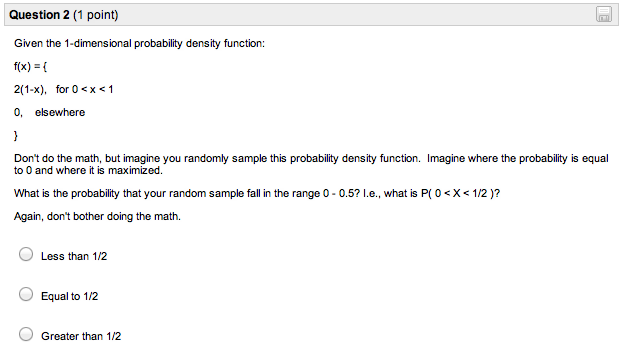 Question 2 (1 point)
Given the 1-dimensional probability density function:
f(x) = {
2(1-x), for 0 < x < 1
0, elsewhere
}
Don't do the math, but imagine you randomly sample this probability density function. Imagine where the probability is equal
to 0 and where it is maximized.
What is the probability that your random sample fall in the range 0 - 0.5? I.e., what is P( 0 < X < 1/2 )?
Again, don't bother doing the math.
Less than 1/2
Equal to 1/2
Greater than 1/2